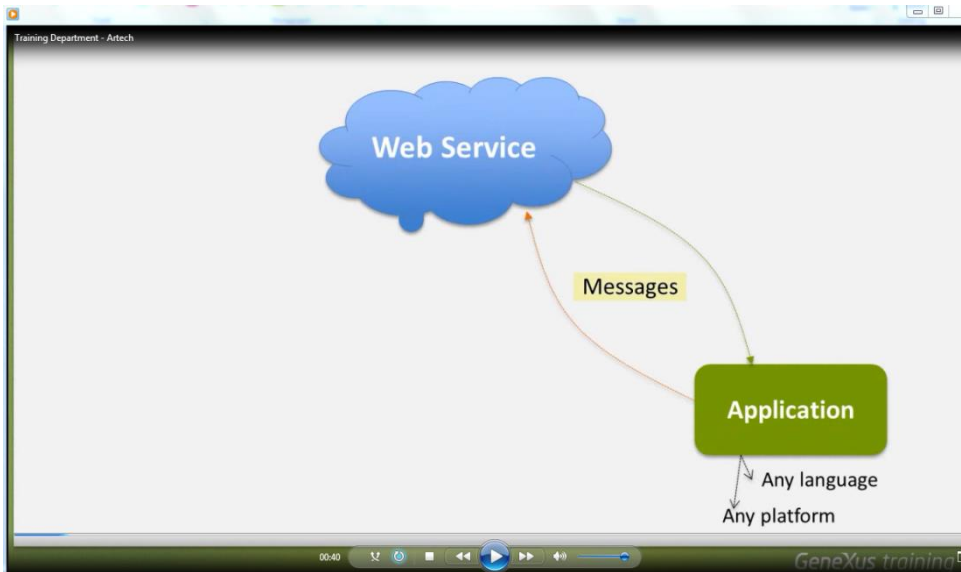 Training Department - Artech
Web Service
Messages
Application
Any language
Any platform
00:40
GeneXus training